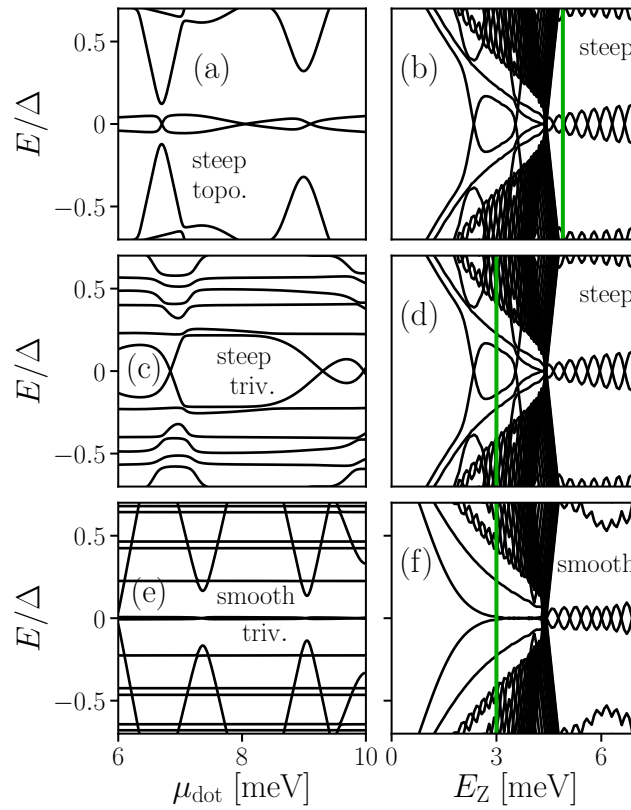 E/Δ
0.5
0
−0.5
(a)
steep
topo.
(b)
steep
E/Δ
0.5
0
−0.5
(c)
steep
triv.
(d)
steep
E/Δ
0.5
0
−0.5
(e)
smooth
triv.
(f)
smooth
6 8 10
μdot [meV]
0 3 6
EZ [meV]